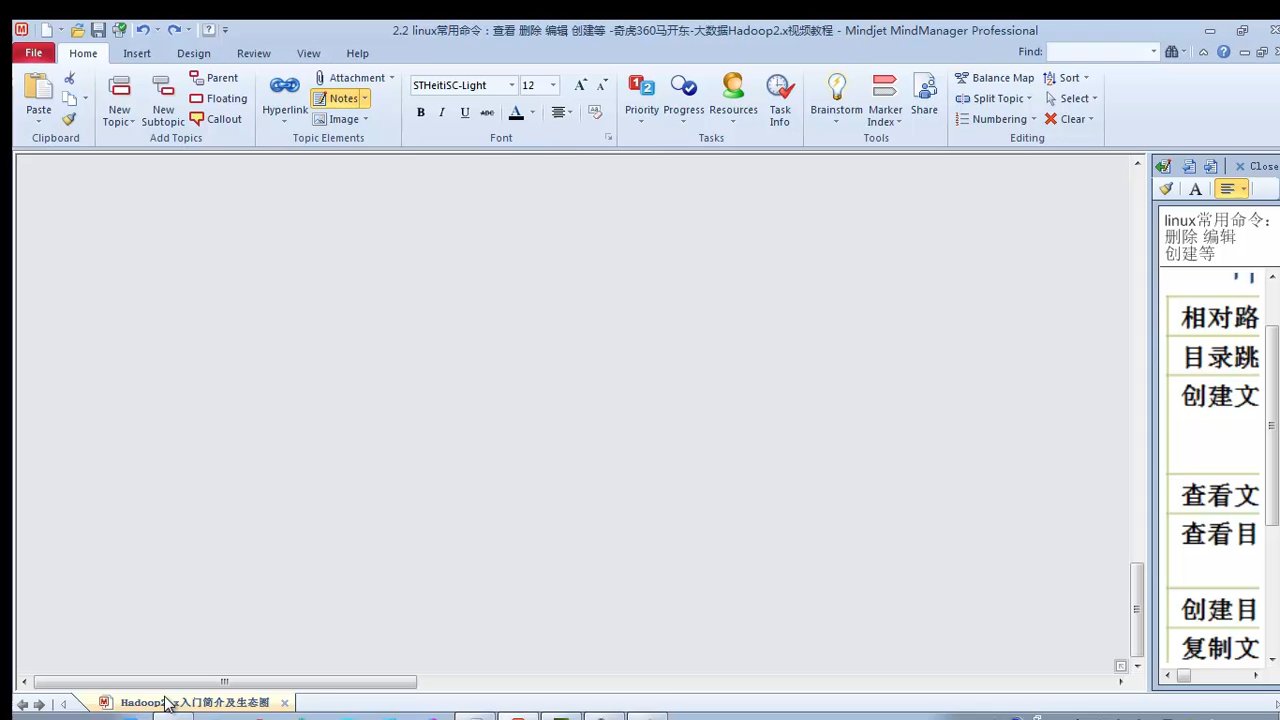 2.2 linux常用命令：查看 删除 编辑 创建等 -奇虎360马开东-大数据Hadoop2.x视频教程 - Mindjet MindManager Professional
File Home Insert Design Review View Help Find:
Paste
Clipboard
New Topic
New Subtopic
Parent
Floating
Callout
Add Topics
Hyperlink
Attachment
Notes
Image
Topic Elements
STHeitiSC-Light 12
B I U abc A
Font
Priority Progress Resources Task Info
Tasks
Brainstorm Marker Index Share
Tools
Balance Map Sort
Split Topic Select
Numbering Clear
Editing
Close
A
linux常用命令：
删除 编辑
创建等
相对路
目录跳
创建文
查看文
查看目
创建目
复制文
Hadoop2.x入门简介及生态圈